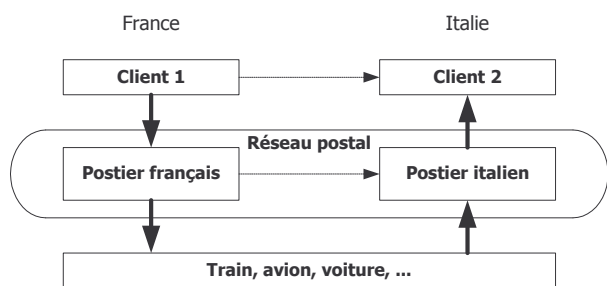 France Italie
Client 1 Client 2
Réseau postal
Postier français Postier italien
Train, avion, voiture, ...